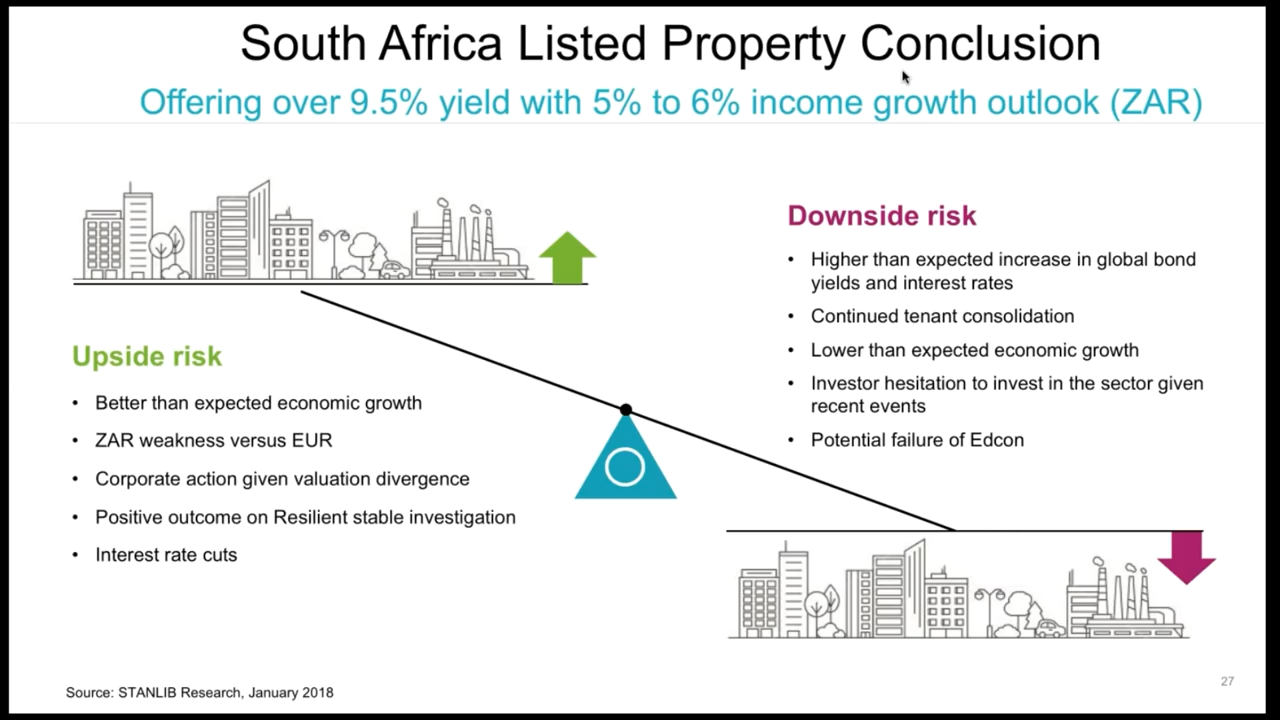 South Africa Listed Property Conclusion
Offering over 9.5% yield with 5% to 6% income growth outlook (ZAR)
Upside risk
• Better than expected economic growth
• ZAR weakness versus EUR
• Corporate action given valuation divergence
• Positive outcome on Resilient stable investigation
• Interest rate cuts
Downside risk
• Higher than expected increase in global bond
yields and interest rates
• Continued tenant consolidation
• Lower than expected economic growth
• Investor hesitation to invest in the sector given
recent events
• Potential failure of Edcon
Source: STANLIB Research, January 2018
27